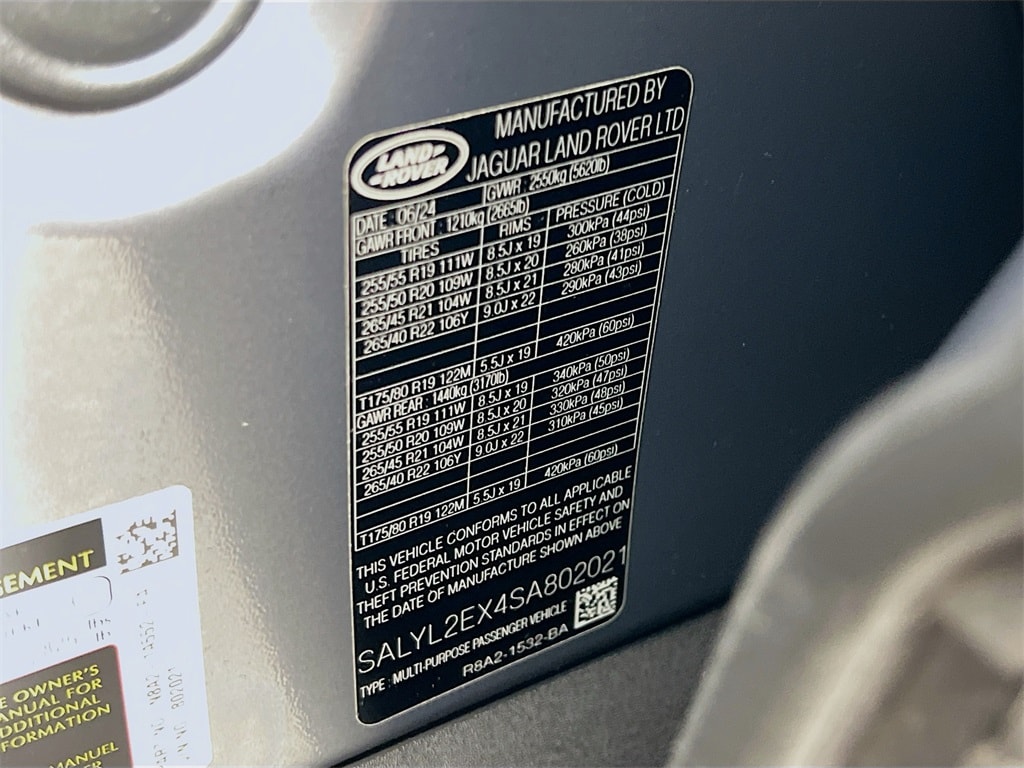 LAND-
-ROVER
MANUFACTURED BY
JAGUAR LAND ROVER LTD
DATE : 06/24 GVWR : 2550kg (5620lb)
GAWR FRONT : 1210kg (2665lb)
TIRES RIMS PRESSURE (COLD)
255/55 R19 111W 8.5J x 19 300kPa (44psi)
255/50 R20 109W 8.5J x 20 260kPa (38psi)
265/45 R21 104W 8.5J x 21 280kPa (41psi)
265/40 R22 106Y 9.0J x 22 290kPa (43psi)
T175/80 R19 122M 5.5J x 19 420kPa (60psi)
GAWR REAR : 1440kg (3170lb)
255/55 R19 111W 8.5J x 19 340kPa (50psi)
255/50 R20 109W 8.5J x 20 320kPa (47psi)
265/45 R21 104W 8.5J x 21 330kPa (48psi)
265/40 R22 106Y 9.0J x 22 310kPa (45psi)
T175/80 R19 122M 5.5J x 19 420kPa (60psi)
THIS VEHICLE CONFORMS TO ALL APPLICABLE
U.S. FEDERAL MOTOR VEHICLE SAFETY AND
THEFT PREVENTION STANDARDS IN EFFECT ON
THE DATE OF MANUFACTURE SHOWN ABOVE
SALYL2EX4SA802021
TYPE : MULTI-PURPOSE PASSENGER VEHICLE
R8A2-1532-BA
GEMENT
E OWNER'S
ANUAL FOR
DDITIONAL
FORMATION
MANUEL
802021